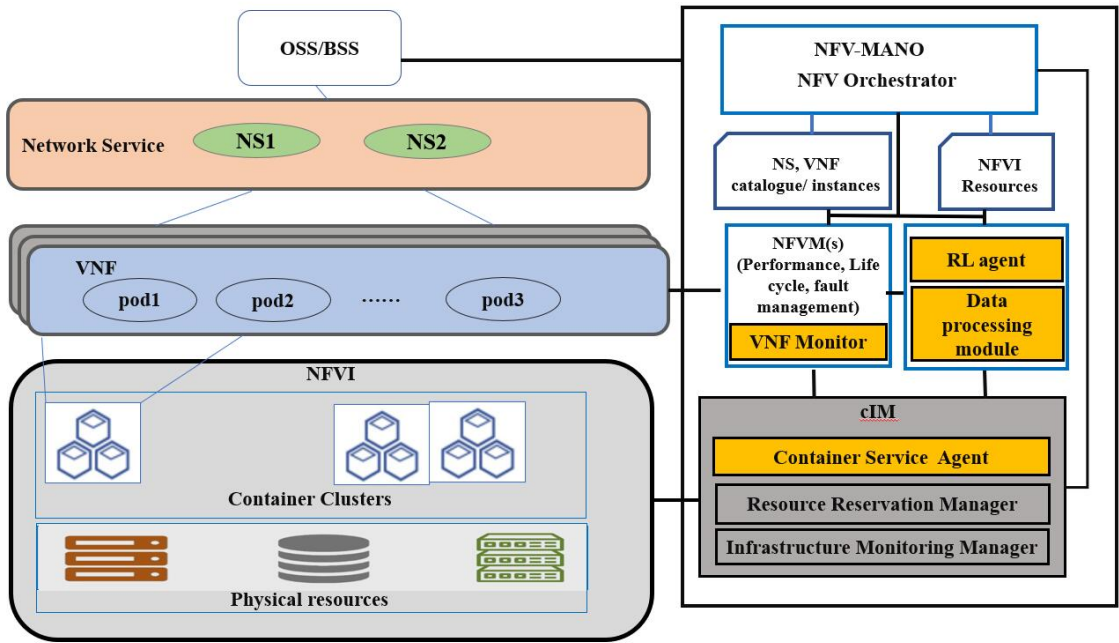 OSS/BSS
Network Service
NS1
NS2
VNF
pod1
pod2
......
pod3
NFVI
Container Clusters
Physical resources
NFV-MANO
NFV Orchestrator
NS, VNF
catalogue/ instances
NFVI
Resources
NFVM(s)
(Performance, Life
cycle, fault
management)
VNF Monitor
RL agent
Data
processing
module
cIM
Container Service Agent
Resource Reservation Manager
Infrastructure Monitoring Manager